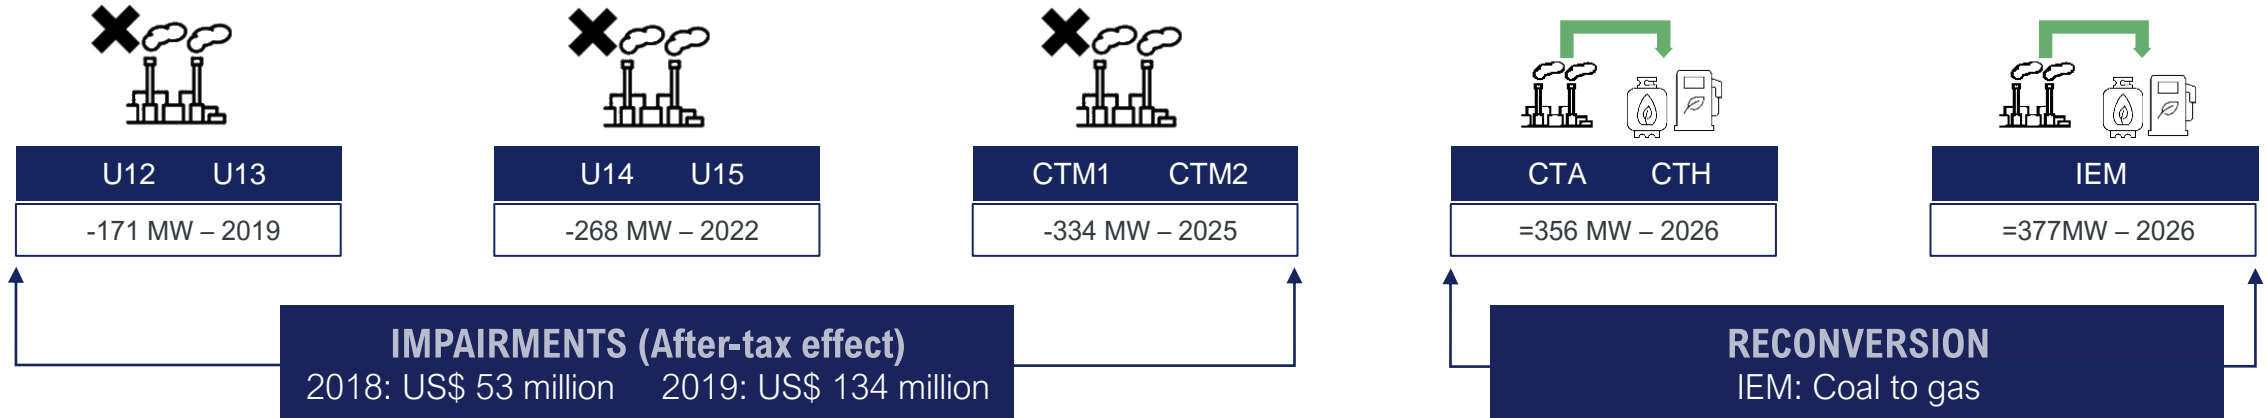 U12 U13
-171 MW – 2019
U14 U15
-268 MW – 2022
CTM1 CTM2
-334 MW – 2025
CTA CTH
=356 MW – 2026
IEM
=377MW – 2026
IMPAIRMENTS (After-tax effect)
2018: US$ 53 million 2019: US$ 134 million
RECONVERSION
IEM: Coal to gas